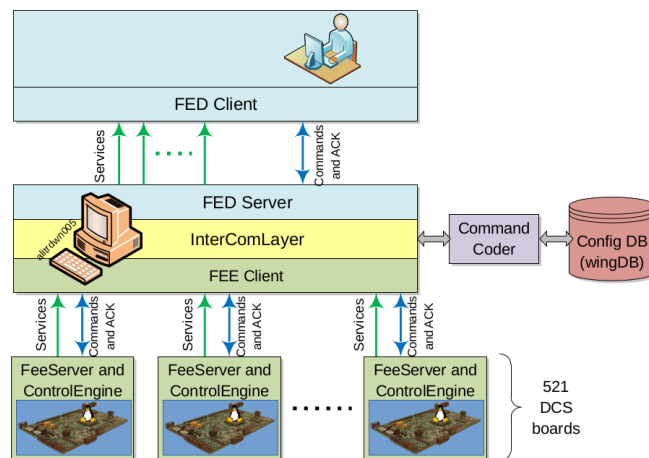 FED Client
Services
Commands
and ACK
FED Server
alitrdwn005
InterComLayer
FEE Client
Command
Coder
Config DB
(wingDB)
Services
Commands
and ACK
Services
Commands
and ACK
Services
Commands
and ACK
FeeServer and
ControlEngine
FeeServer and
ControlEngine
FeeServer and
ControlEngine
521
DCS
boards